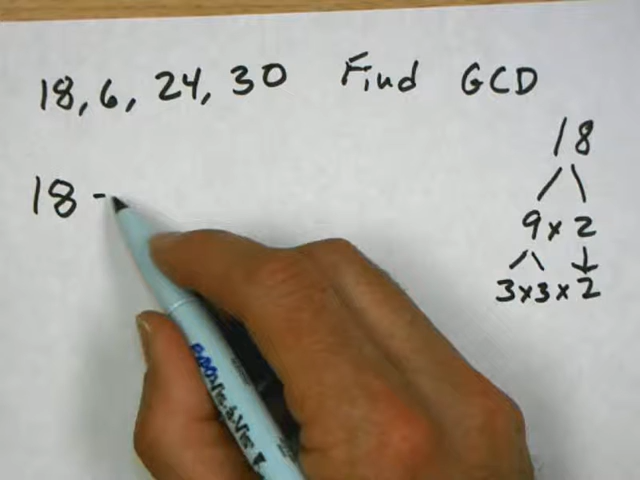 18, 6, 24, 30 Find GCD
18
9 × 2
3 × 3 × 2
18 -